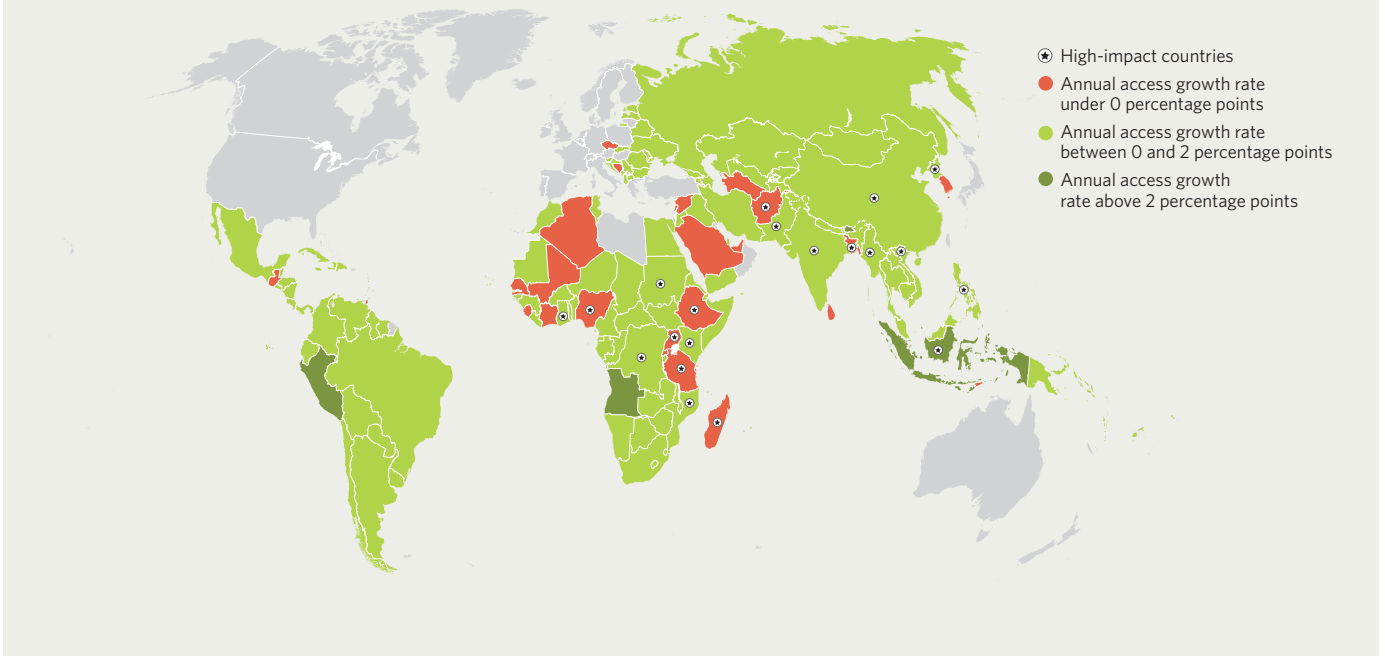 High-impact countries
Annual access growth rate
under 0 percentage points
Annual access growth rate
between 0 and 2 percentage points
Annual access growth
rate above 2 percentage points